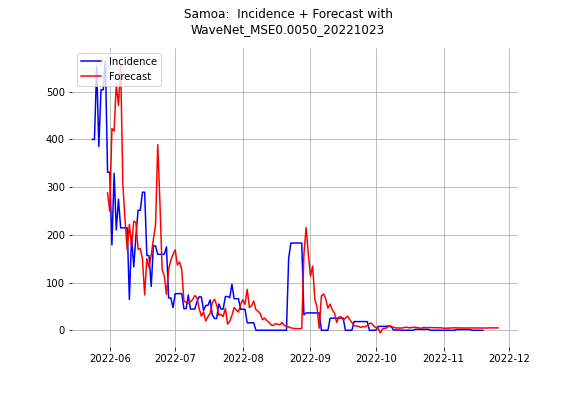 Samoa:  Incidence + Forecast with
WaveNet_MSE0.0050_20221023
Incidence
Forecast
500
400
300
200
100
0
2022-06 2022-07 2022-08 2022-09 2022-10 2022-11 2022-12